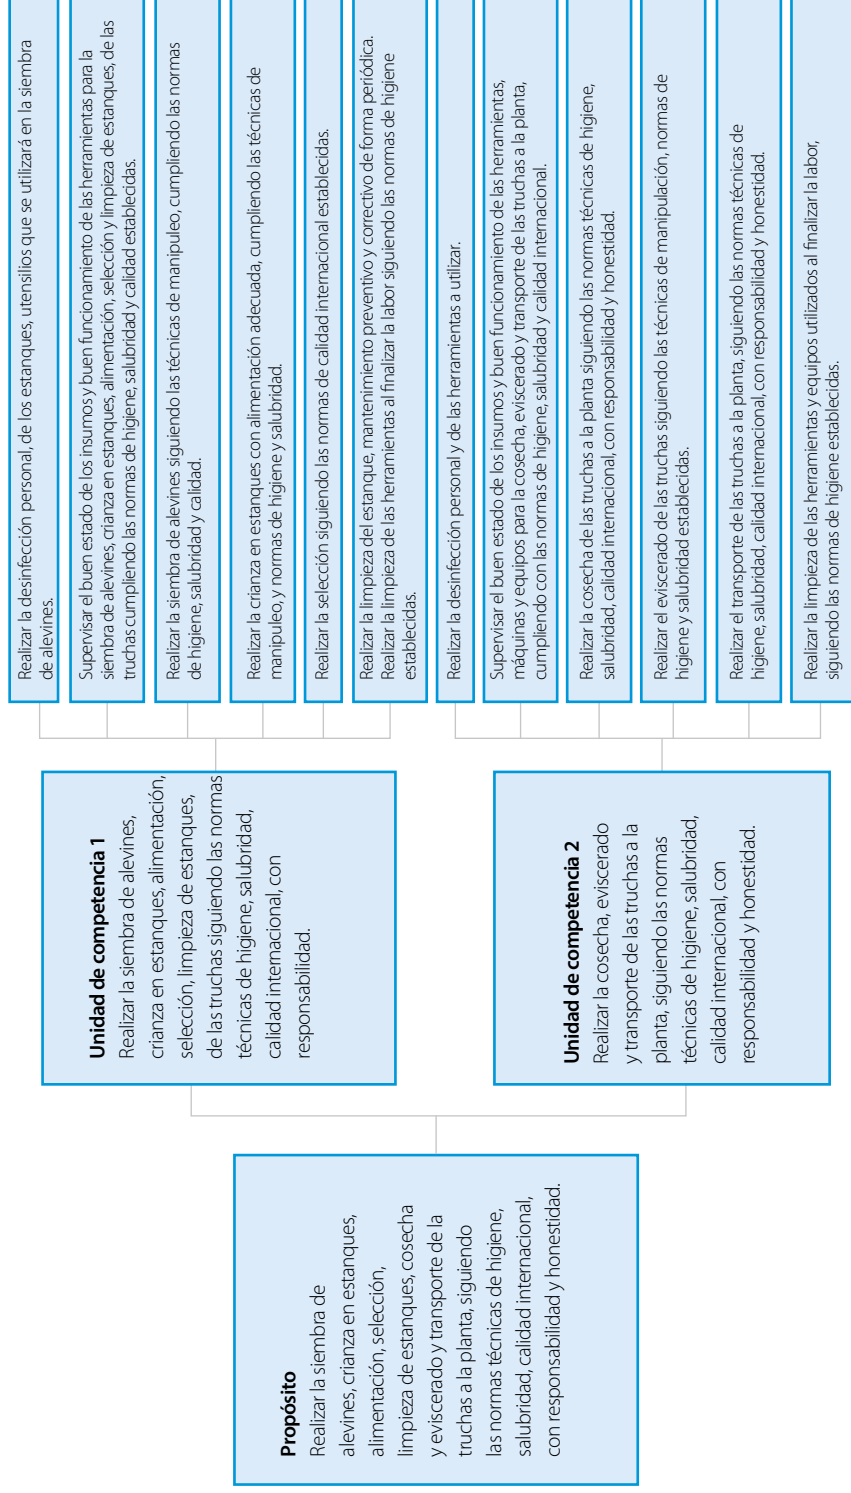 Propósito
Realizar la siembra de
alevines, crianza en estanques,
alimentación, selección,
limpieza de estanques, cosecha
y eviscerado y transporte de la
truchas a la planta, siguiendo
las normas técnicas de higiene,
salubridad, calidad internacional,
con responsabilidad y honestidad.
Unidad de competencia 1
Realizar la siembra de alevines,
crianza en estanques, alimentación,
selección, limpieza de estanques,
de las truchas siguiendo las normas
técnicas de higiene, salubridad,
calidad internacional, con
responsabilidad.
Realizar la desinfección personal, de los estanques, utensilios que se utilizará en la siembra
de alevines.
Supervisar el buen estado de los insumos y buen funcionamiento de las herramientas para la
siembra de alevines, crianza en estanques, alimentación, selección y limpieza de estanques, de las
truchas cumpliendo las normas de higiene, salubridad y calidad establecidas.
Realizar la siembra de alevines siguiendo las técnicas de manipuleo, cumpliendo las normas
de higiene, salubridad y calidad.
Realizar la crianza en estanques con alimentación adecuada, cumpliendo las técnicas de
manipuleo, y normas de higiene y salubridad.
Realizar la selección siguiendo las normas de calidad internacional establecidas.
Realizar la limpieza del estanque, mantenimiento preventivo y correctivo de forma periódica.
Realizar la limpieza de las herramientas al finalizar la labor siguiendo las normas de higiene
establecidas.
Unidad de competencia 2
Realizar la cosecha, eviscerado
y transporte de las truchas a la
planta, siguiendo las normas
técnicas de higiene, salubridad,
calidad internacional, con
responsabilidad y honestidad.
Realizar la desinfección personal y de las herramientas a utilizar.
Supervisar el buen estado de los insumos y buen funcionamiento de las herramientas,
máquinas y equipos para la cosecha, eviscerado y transporte de las truchas a la planta,
cumpliendo con las normas de higiene, salubridad y calidad internacional.
Realizar la cosecha de las truchas a la planta siguiendo las normas técnicas de higiene,
salubridad, calidad internacional, con responsabilidad y honestidad.
Realizar el eviscerado de las truchas siguiendo las técnicas de manipulación, normas de
higiene y salubridad establecidas.
Realizar el transporte de las truchas a la planta, siguiendo las normas técnicas de
higiene, salubridad, calidad internacional, con responsabilidad y honestidad.
Realizar la limpieza de las herramientas y equipos utilizados al finalizar la labor,
siguiendo las normas de higiene establecidas.